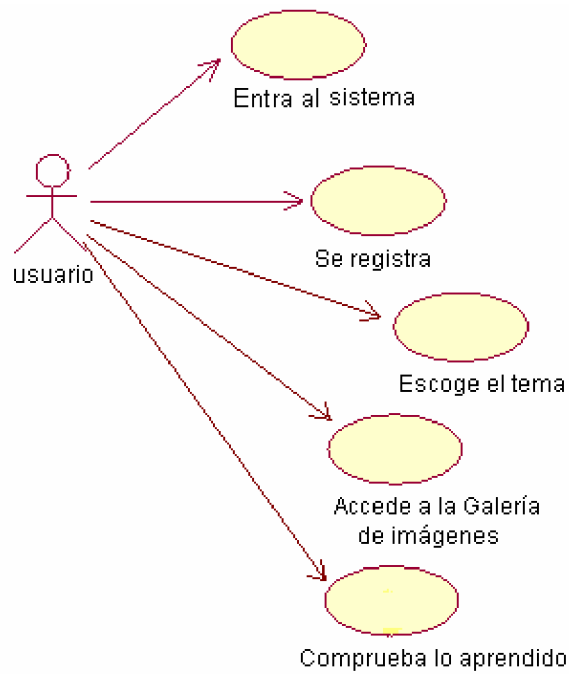 Entra al sistema
Se registra
usuario
Escoge el tema
Accede a la Galería
de imágenes
Comprueba lo aprendido